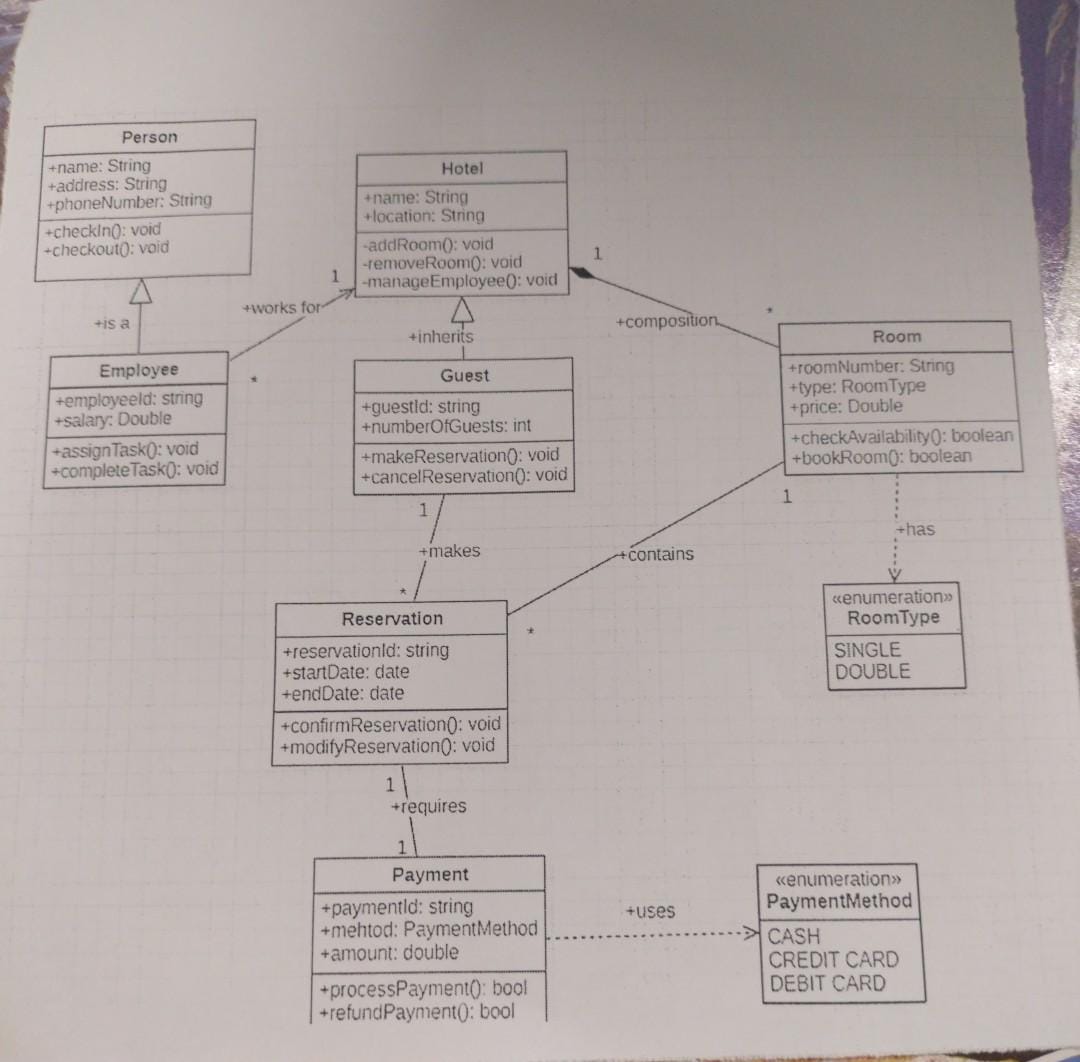 Person
+name: String
+address: String
+phoneNumber: String
+checkIn(): void
+checkout(): void
Hotel
+name: String
+location: String
-addRoom(): void
-removeRoom(): void
-manageEmployee(): void
1
1
+works for
+is a
*
+inherits
+composition
*
Employee
+employeeId: string
+salary: Double
+assignTask(): void
+completeTask(): void
Guest
+guestId: string
+numberOfGuests: int
+makeReservation(): void
+cancelReservation(): void
Room
+roomNumber: String
+type: RoomType
+price: Double
+checkAvailability(): boolean
+bookRoom(): boolean
1
+makes
*
1
+contains
*
+has
«enumeration»
RoomType
SINGLE
DOUBLE
Reservation
+reservationId: string
+startDate: date
+endDate: date
+confirmReservation(): void
+modifyReservation(): void
1
+requires
1
Payment
+paymentId: string
+mehtod: PaymentMethod
+amount: double
+processPayment(): bool
+refundPayment(): bool
+uses
«enumeration»
PaymentMethod
CASH
CREDIT CARD
DEBIT CARD